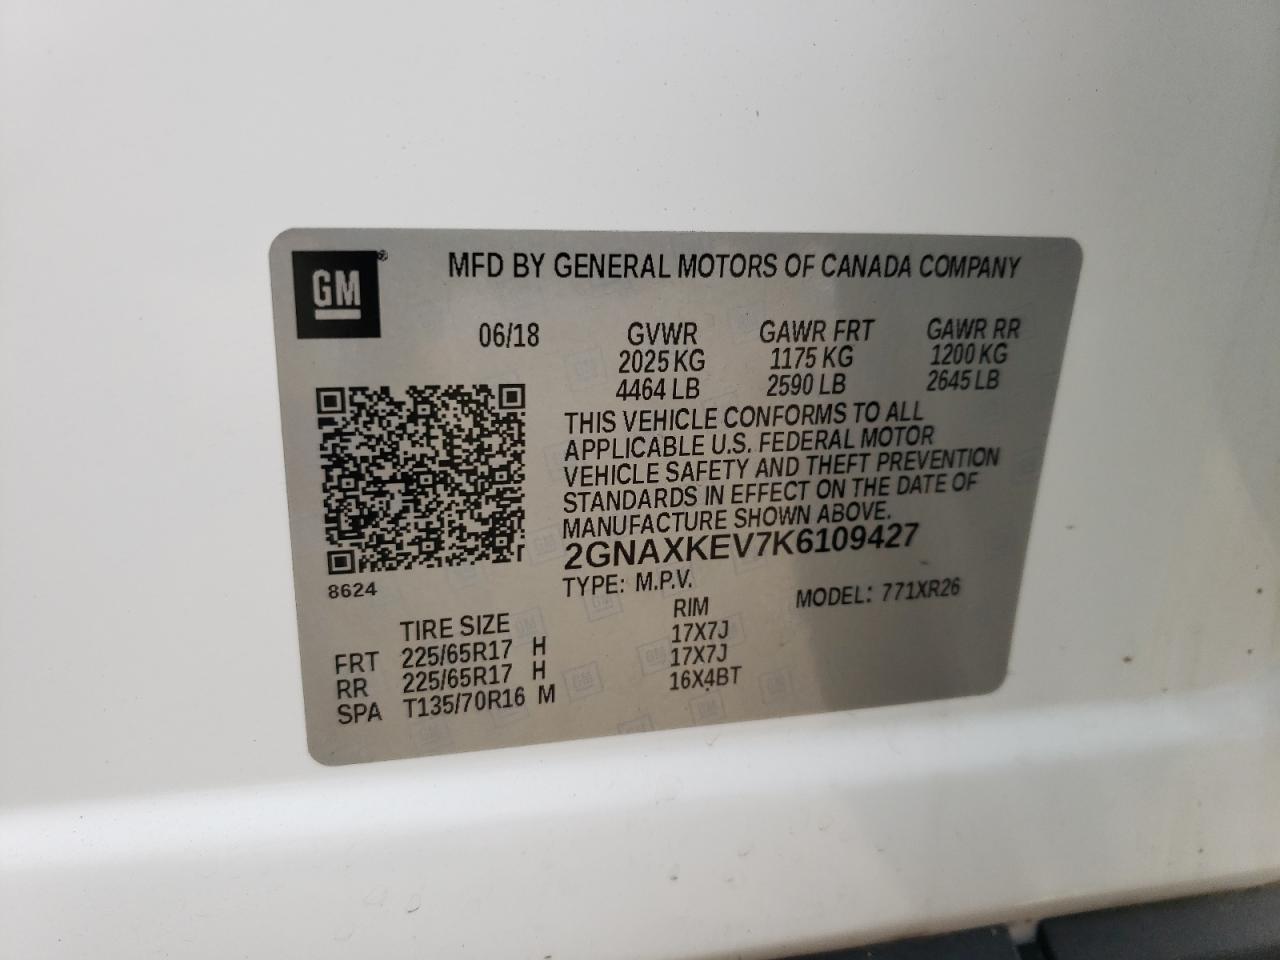 GM®
MFD BY GENERAL MOTORS OF CANADA COMPANY
06/18 GVWR GAWR FRT GAWR RR
2025 KG 1175 KG 1200 KG
4464 LB 2590 LB 2645 LB
THIS VEHICLE CONFORMS TO ALL
APPLICABLE U.S. FEDERAL MOTOR
VEHICLE SAFETY AND THEFT PREVENTION
STANDARDS IN EFFECT ON THE DATE OF
MANUFACTURE SHOWN ABOVE.
2GNAXKEV7K6109427
8624
TYPE: M.P.V. MODEL: 771XR26
TIRE SIZE RIM
FRT 225/65R17 H 17X7J
RR 225/65R17 H 17X7J
SPA T135/70R16 M 16X4BT